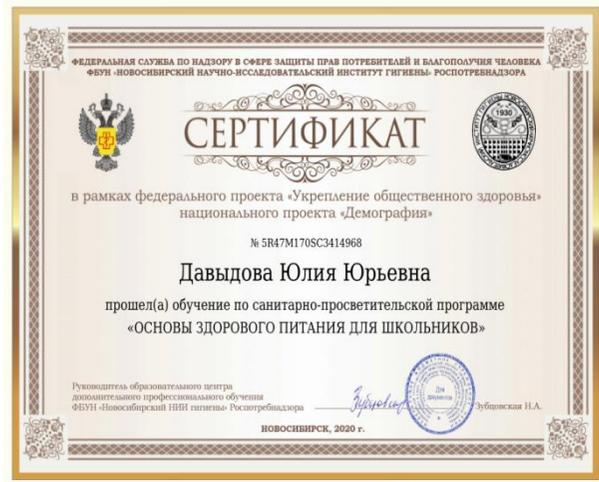 ФЕДЕРАЛЬНАЯ СЛУЖБА ПО НАДЗОРУ В СФЕРЕ ЗАЩИТЫ ПРАВ ПОТРЕБИТЕЛЕЙ И БЛАГОПОЛУЧИЯ ЧЕЛОВЕКА
ФБУН «НОВОСИБИРСКИЙ НАУЧНО-ИССЛЕДОВАТЕЛЬСКИЙ ИНСТИТУТ ГИГИЕНЫ» РОСПОТРЕБНАДЗОРА
1930
СЕРТИФИКАТ
в рамках федерального проекта «Укрепление общественного здоровья»
национального проекта «Демография»
№ 5R47M170SC3414968
Давыдова Юлия Юрьевна
прошел(а) обучение по санитарно-просветительской программе
«ОСНОВЫ ЗДОРОВОГО ПИТАНИЯ ДЛЯ ШКОЛЬНИКОВ»
Руководитель образовательного центра
дополнительного профессионального обучения
ФБУН «Новосибирский НИИ гигиены» Роспотребнадзора
Для документов
Зубцовская Н.А.
НОВОСИБИРСК, 2020 г.